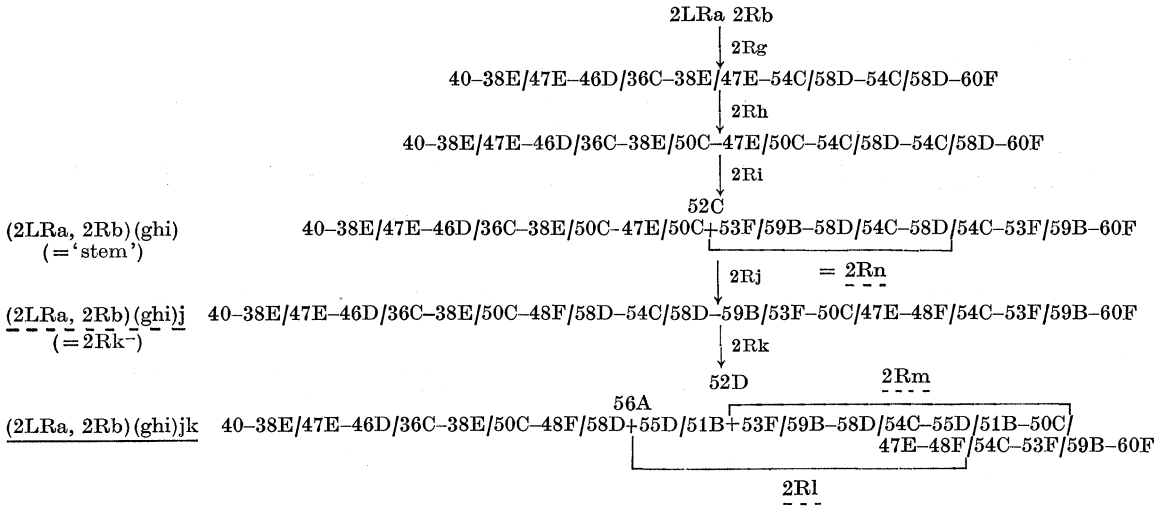 2LRa 2Rb
2Rg
40–38E/47E–46D/36C–38E/47E–54C/58D–54C/58D–60F
2Rh
40–38E/47E–46D/36C–38E/50C–47E/50C–54C/58D–54C/58D–60F
2Ri
52C
(2LRa, 2Rb)(ghi) 40–38E/47E–46D/36C–38E/50C-47E/50C+53F/59B–58D/54C–58D/54C–53F/59B–60F
(=‘stem’)
2Rj = 2Rn
(2LRa, 2Rb)(ghi)j 40–38E/47E–46D/36C–38E/50C–48F/58D–54C/58D–59B/53F–50C/47E–48F/54C–53F/59B–60F
(=2Rk⁻)
2Rk
52D 2Rm
56A
(2LRa, 2Rb)(ghi)jk 40–38E/47E–46D/36C–38E/50C–48F/58D+55D/51B+53F/59B–58D/54C–55D/51B–50C/
47E–48F/54C–53F/59B–60F
2Rl